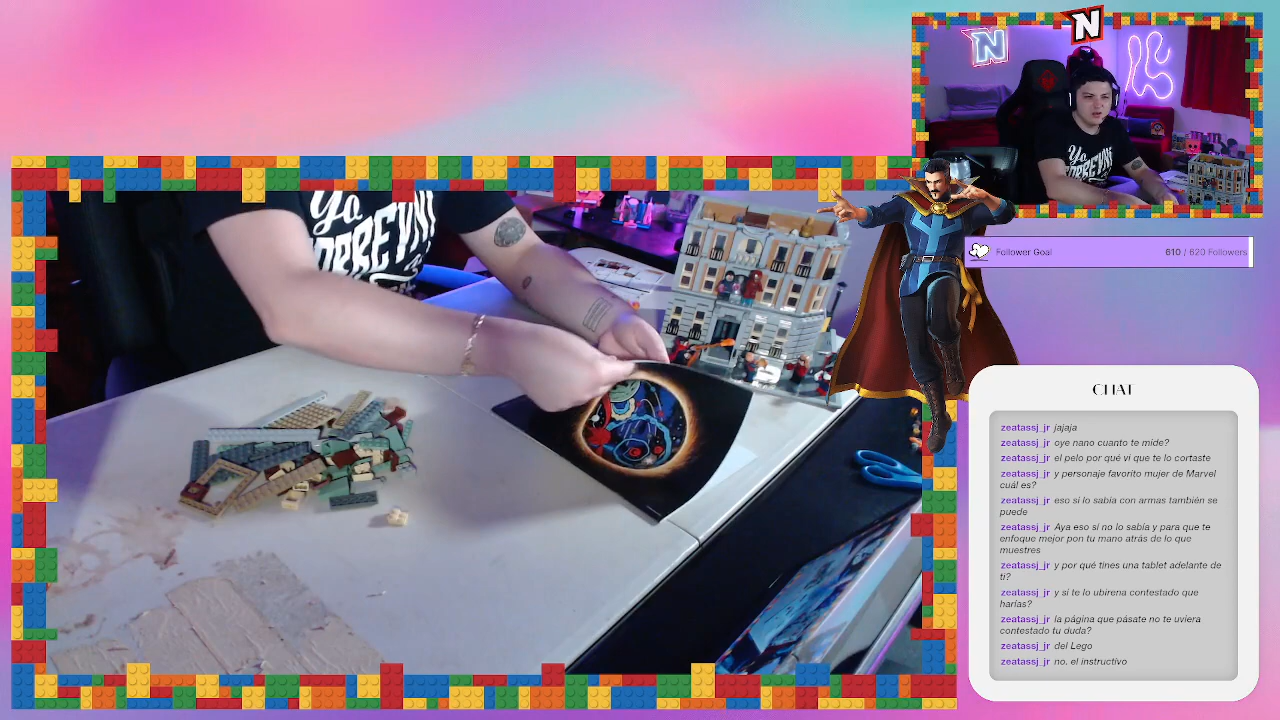 N
N
Yo
SOBREVIVÍ
Yo
Follower Goal
610 / 620 Followers
CHAT
zeatassj_jr jajaja
zeatassj_jr oye nano cuanto te mide?
zeatassj_jr el pelo por qué vi que te lo cortaste
zeatassj_jr y personaje favorito mujer de Marvel
cuál es?
zeatassj_jr eso sí lo sabía con armas también se
puede
zeatassj_jr Aya eso si no lo sabía y para que te
enfoque mejor pon tu mano atrás de lo que
muestres
zeatassj_jr y por qué tines una tablet adelante de
ti?
zeatassj_jr y si te lo ubirena contestado que
harías?
zeatassj_jr la página que pásate no te uviera
contestado tu duda?
zeatassj_jr del Lego
zeatassj_jr no, el instructivo